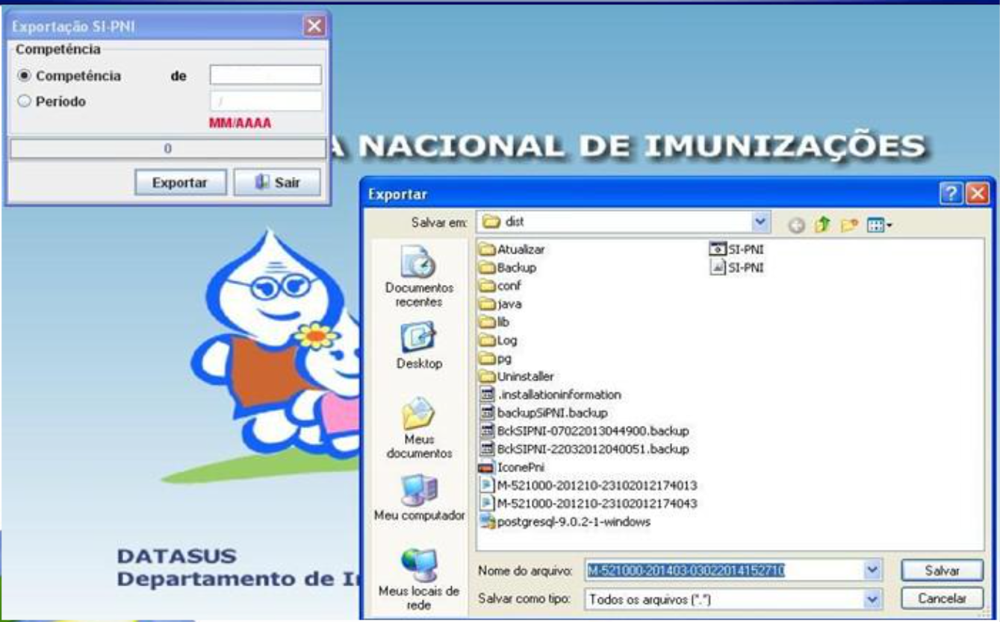 Exportação SI-PNI
Competência
Competência de
Período /
MM/AAAA
0
Exportar Sair
NACIONAL DE IMUNIZAÇÕES
Exportar
Salvar em: dist
Documentos recentes
Desktop
Meus documentos
Meu computador
Meus locais de rede
Atualizar
Backup
conf
java
lib
Log
pg
Uninstaller
.installationinformation
backupSiPNI.backup
BckSIPNI-07022013044900.backup
BckSIPNI-22032012040051.backup
IconePni
M-521000-201210-23102012174013
M-521000-201210-23102012174043
postgresql-9.0.2-1-windows
SI-PNI
SI-PNI
Nome do arquivo: M-521000-201403-03022014152710 Salvar
Salvar como tipo: Todos os arquivos (*.*) Cancelar
DATASUS
Departamento de